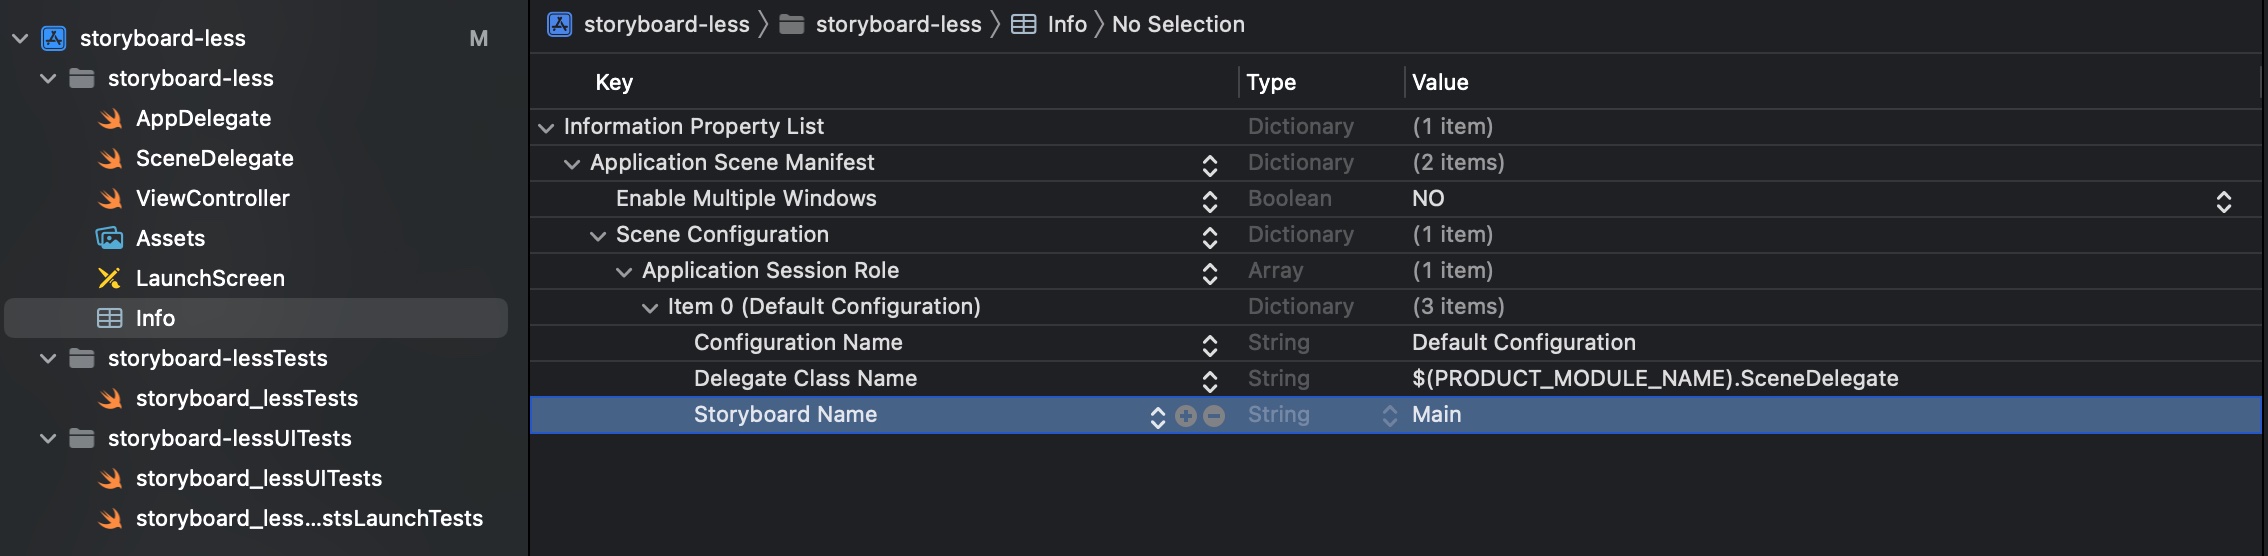 storyboard-less M
storyboard-less
AppDelegate
SceneDelegate
ViewController
Assets
LaunchScreen
Info
storyboard-lessTests
storyboard_lessTests
storyboard-lessUITests
storyboard_lessUITests
storyboard_less...stsLaunchTests
storyboard-less storyboard-less Info No Selection
Key Type Value
Information Property List Dictionary (1 item)
Application Scene Manifest Dictionary (2 items)
Enable Multiple Windows Boolean NO
Scene Configuration Dictionary (1 item)
Application Session Role Array (1 item)
Item 0 (Default Configuration) Dictionary (3 items)
Configuration Name String Default Configuration
Delegate Class Name String $(PRODUCT_MODULE_NAME).SceneDelegate
Storyboard Name String Main